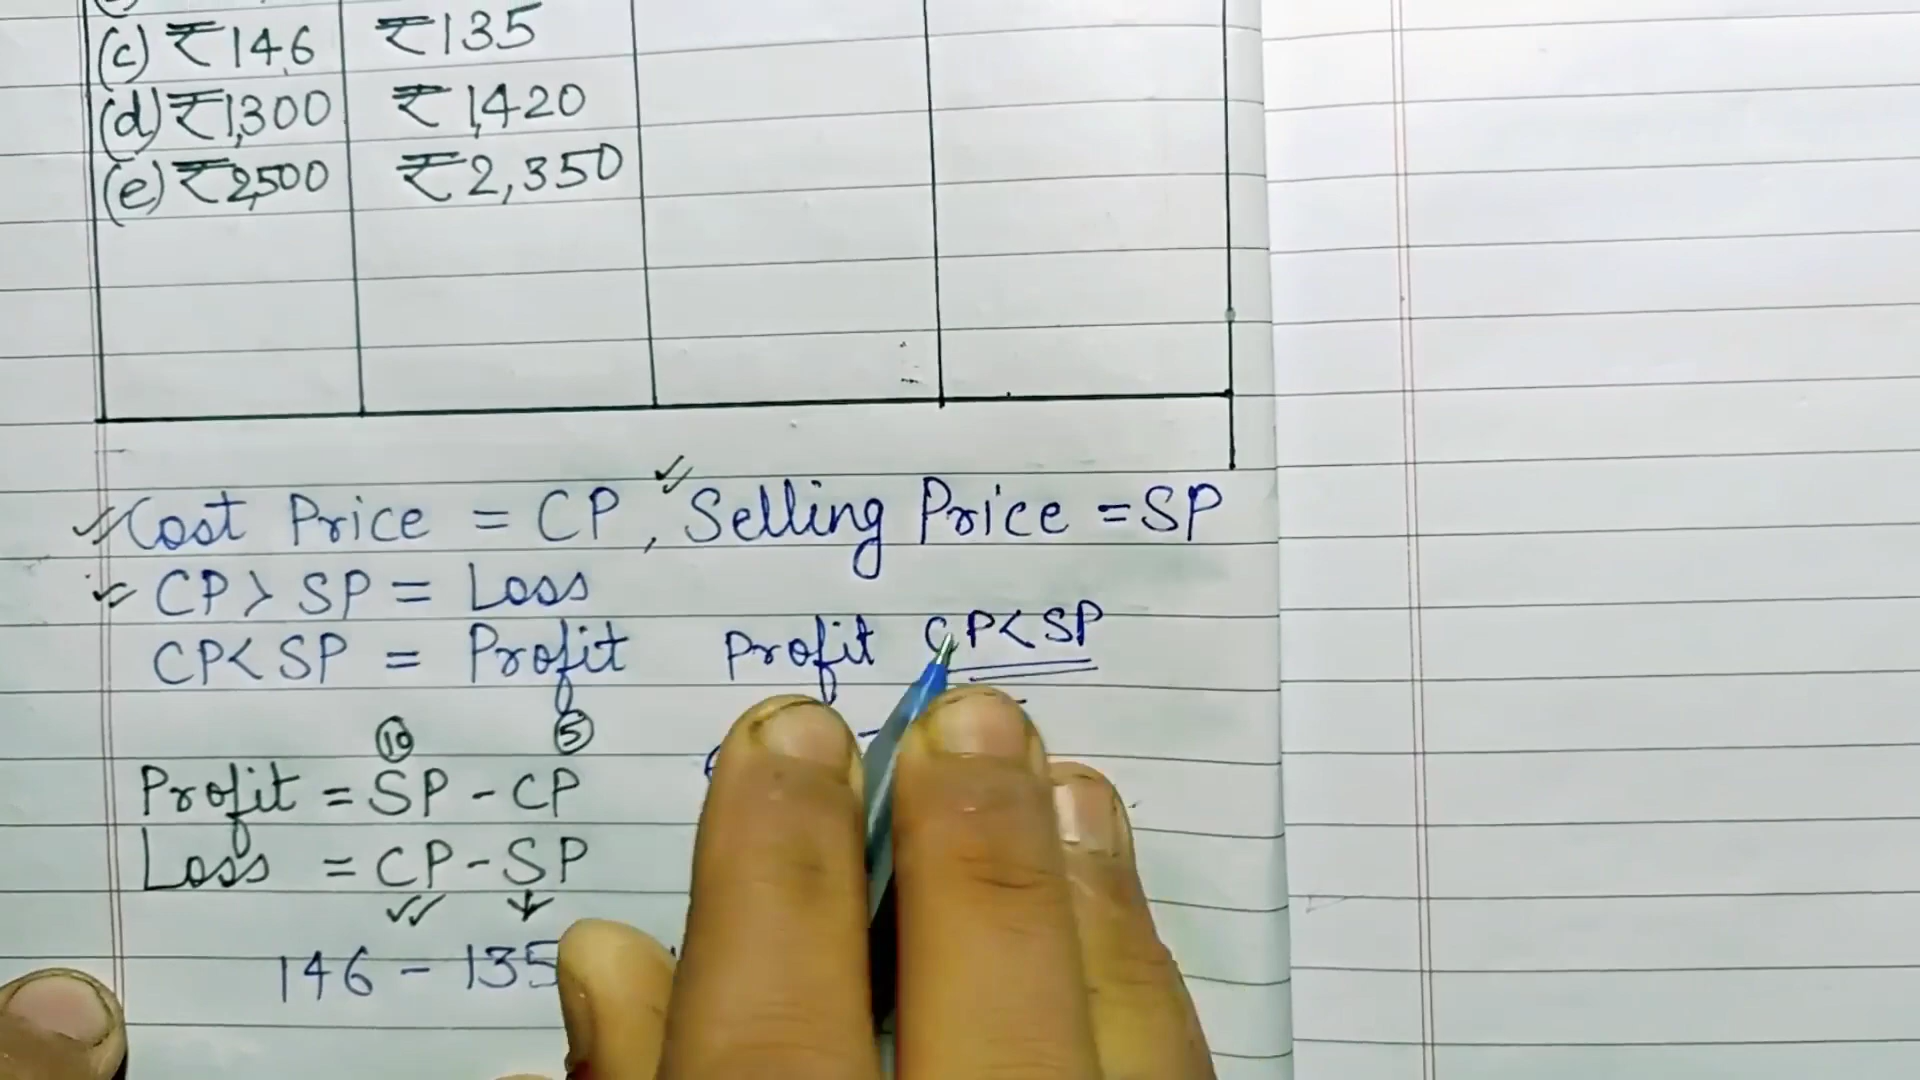 (c) ₹146 ₹135
(d) ₹1,300 ₹1,420
(e) ₹2,500 ₹2,350
Cost Price = CP, Selling Price = SP
CP > SP = Loss
CP < SP = Profit Profit CP < SP
10 5
Profit = SP - CP
Loss = CP - SP
146 - 135